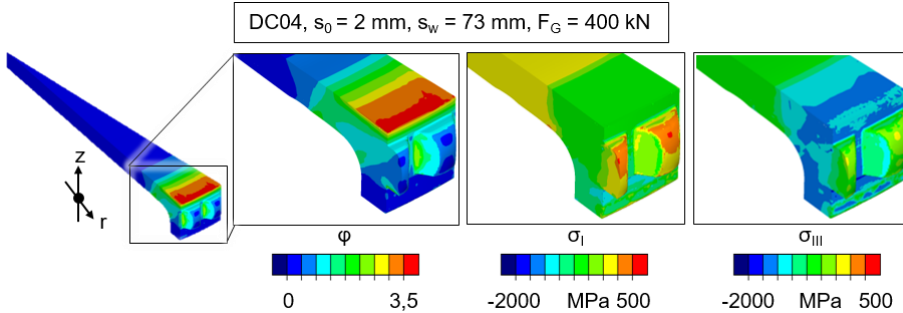 DC04, s₀ = 2 mm, s_w = 73 mm, F_G = 400 kN
z
r
φ
σ_I
σ_III
0 3,5
-2000 MPa 500
-2000 MPa 500